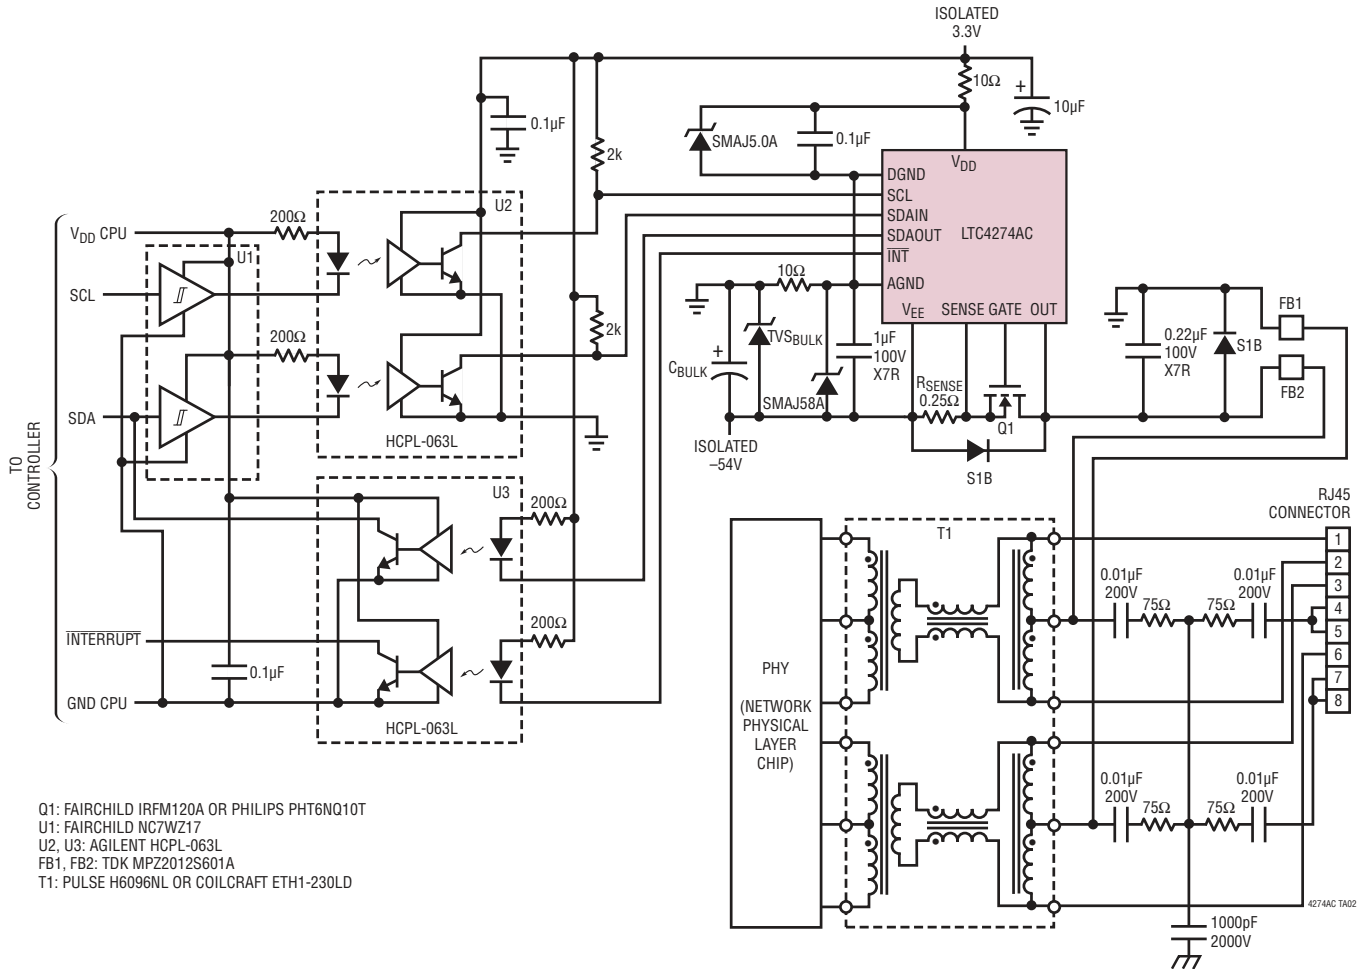 ISOLATED
3.3V
10Ω
10µF
0.1µF
2k
SMAJ5.0A
0.1µF
VDD
DGND
SCL
SDAIN
SDAOUT
INT
AGND
LTC4274AC
VEE SENSE GATE OUT
U2
200Ω
VDD CPU
U1
SCL
200Ω
SDA
HCPL-063L
2k
10Ω
TVSBULK
CBULK
SMAJ58A
1µF
100V
X7R
RSENSE
0.25Ω
Q1
S1B
ISOLATED
–54V
0.22µF
100V
X7R
S1B
FB1
FB2
TO
CONTROLLER
U3
200Ω
200Ω
INTERRUPT
0.1µF
GND CPU
HCPL-063L
RJ45
CONNECTOR
T1
1
2
3
4
5
6
7
8
0.01µF
200V
75Ω
75Ω
0.01µF
200V
PHY
(NETWORK
PHYSICAL
LAYER
CHIP)
0.01µF
200V
75Ω
75Ω
0.01µF
200V
1000pF
2000V
4274AC TA02
Q1: FAIRCHILD IRFM120A OR PHILIPS PHT6NQ10T
U1: FAIRCHILD NC7WZ17
U2, U3: AGILENT HCPL-063L
FB1, FB2: TDK MPZ2012S601A
T1: PULSE H6096NL OR COILCRAFT ETH1-230LD